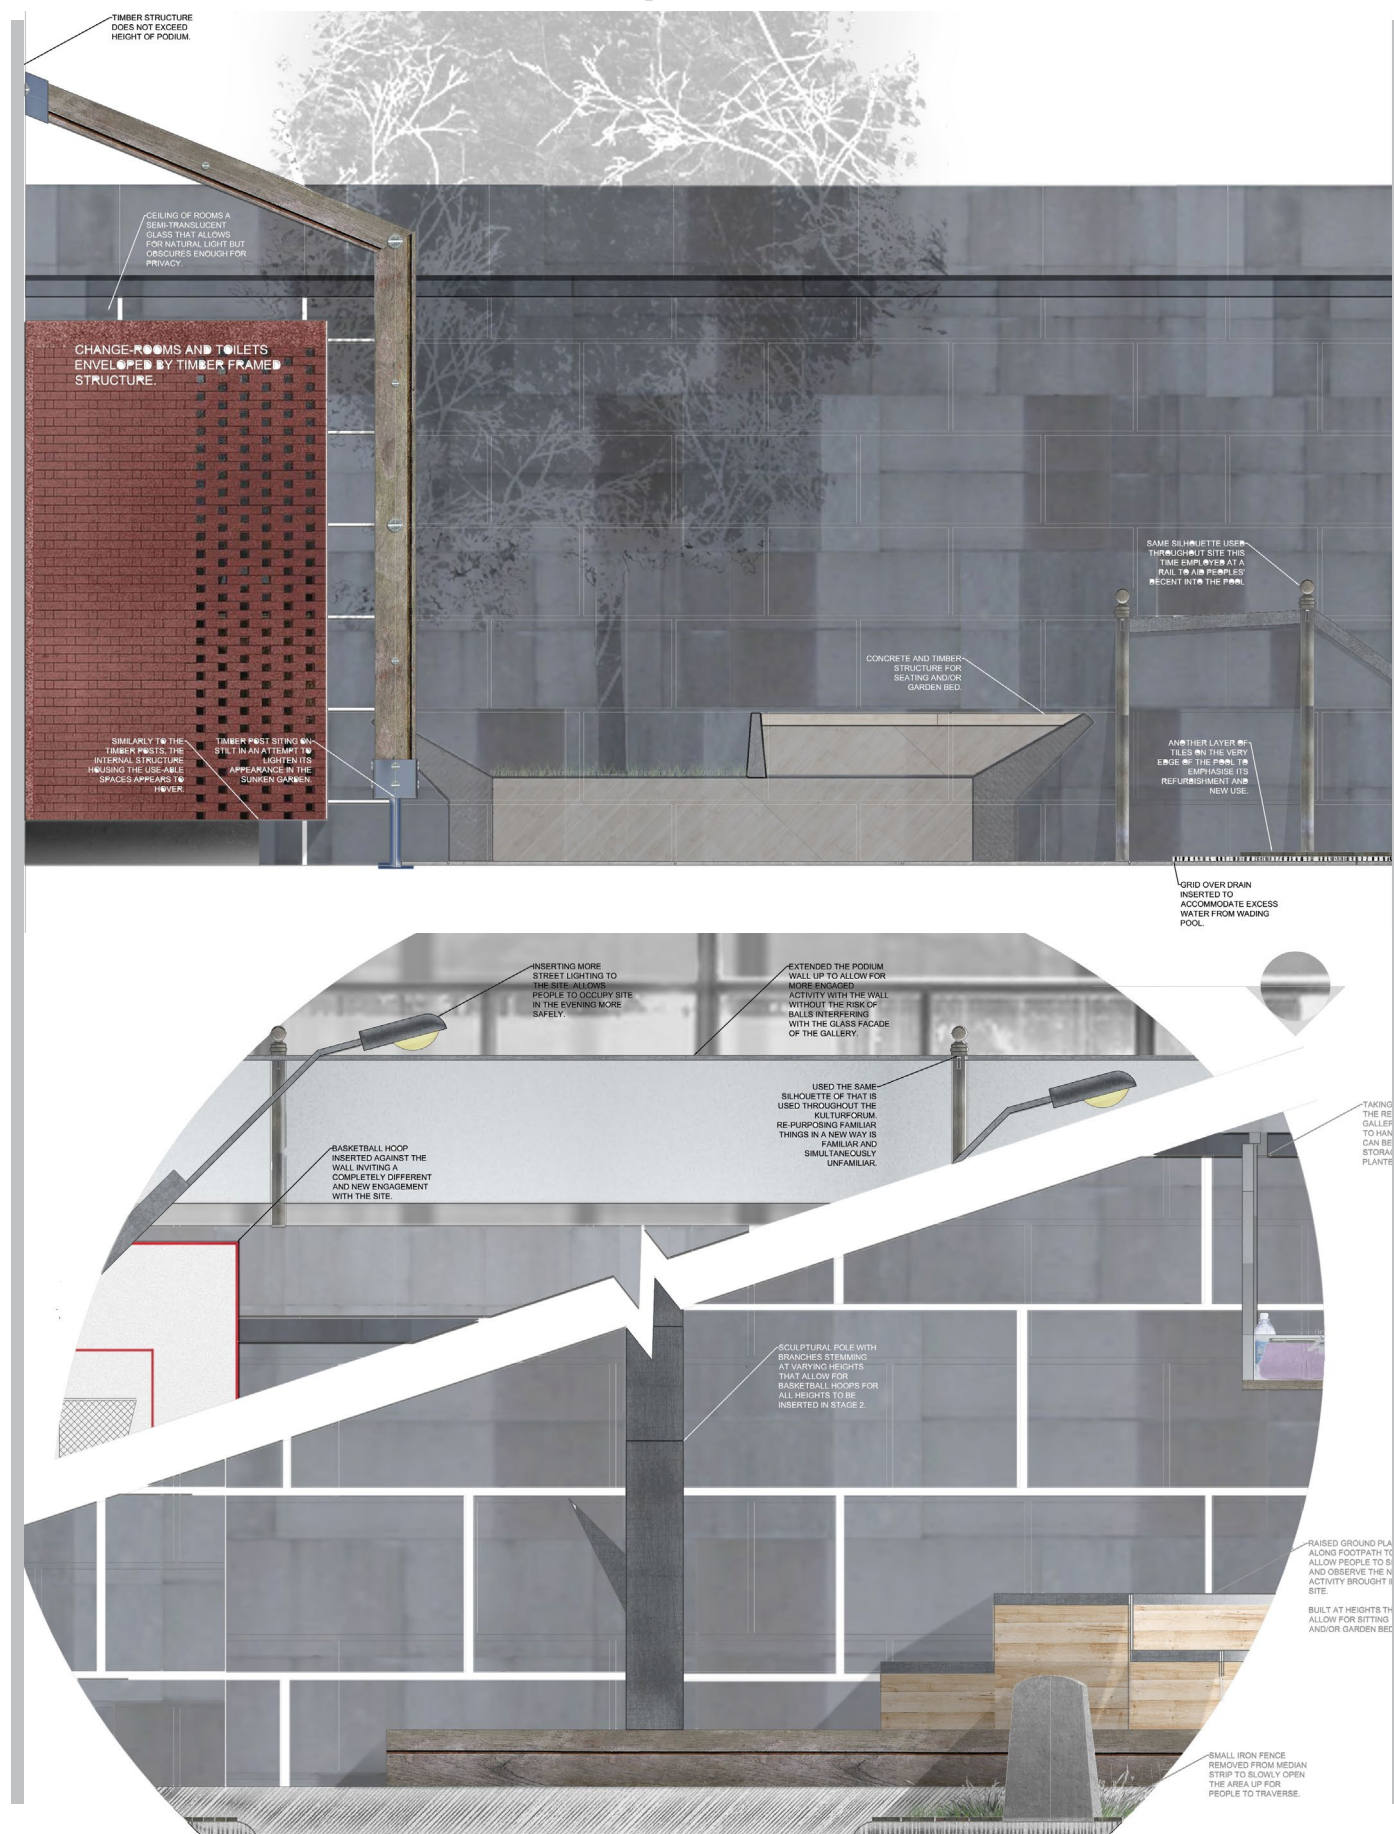 TIMBER STRUCTURE
DOES NOT EXCEED
HEIGHT OF PODIUM.
CEILING OF ROOMS A
SEMI-TRANSLUCENT
GLASS THAT ALLOWS
FOR NATURAL LIGHT BUT
OBSCURES ENOUGH FOR
PRIVACY.
CHANGE-ROOMS AND TOILETS
ENVELOPED BY TIMBER FRAMED
STRUCTURE.
SAME SILHOUETTE USED
THROUGHOUT SITE THIS
TIME EMPLOYED AT A
RAIL TO AID PEOPLES'
DECENT INTO THE POOL
CONCRETE AND TIMBER
STRUCTURE FOR
SEATING AND/OR
GARDEN BED.
SIMILARLY TO THE
TIMBER POSTS, THE
INTERNAL STRUCTURE
HOUSING THE USE-ABLE
SPACES APPEARS TO
HOVER.
TIMBER POST SITING ON
STILT IN AN ATTEMPT TO
LIGHTEN ITS
APPEARANCE IN THE
SUNKEN GARDEN.
ANOTHER LAYER OF
TILES ON THE VERY
EDGE OF THE POOL TO
EMPHASISE ITS
REFURBISHMENT AND
NEW USE.
GRID OVER DRAIN
INSERTED TO
ACCOMMODATE EXCESS
WATER FROM WADING
POOL.
INSERTING MORE
STREET LIGHTING TO
THE SITE. ALLOWS
PEOPLE TO OCCUPY SITE
IN THE EVENING MORE
SAFELY.
EXTENDED THE PODIUM
WALL UP TO ALLOW FOR
MORE ENGAGED
ACTIVITY WITH THE WALL
WITHOUT THE RISK OF
BALLS INTERFERING
WITH THE GLASS FACADE
OF THE GALLERY.
USED THE SAME
SILHOUETTE OF THAT IS
USED THROUGHOUT THE
KULTURFORUM.
RE-PURPOSING FAMILIAR
THINGS IN A NEW WAY IS
FAMILIAR AND
SIMULTANEOUSLY
UNFAMILIAR.
BASKETBALL HOOP
INSERTED AGAINST THE
WALL INVITING A
COMPLETELY DIFFERENT
AND NEW ENGAGEMENT
WITH THE SITE.
TAKING
THE RE
GALLER
TO HAN
CAN BE
STORAG
PLANTE
SCULPTURAL POLE WITH
BRANCHES STEMMING
AT VARYING HEIGHTS
THAT ALLOW FOR
BASKETBALL HOOPS FOR
ALL HEIGHTS TO BE
INSERTED IN STAGE 2.
RAISED GROUND PLA
ALONG FOOTPATH TO
ALLOW PEOPLE TO S
AND OBSERVE THE N
ACTIVITY BROUGHT I
SITE.
BUILT AT HEIGHTS TH
ALLOW FOR SITTING
AND/OR GARDEN BED
SMALL IRON FENCE
REMOVED FROM MEDIAN
STRIP TO SLOWLY OPEN
THE AREA UP FOR
PEOPLE TO TRAVERSE.